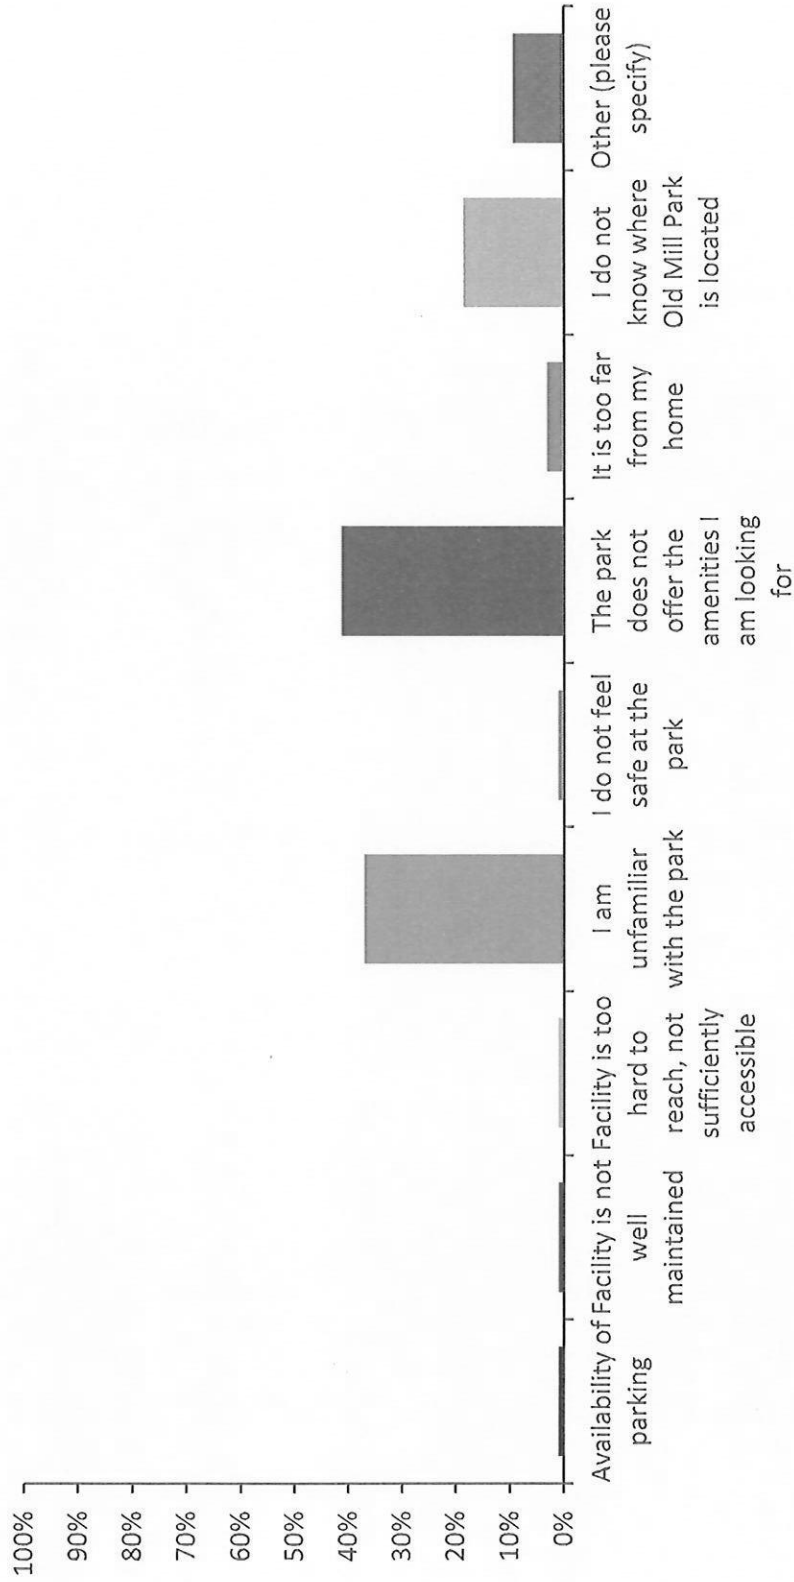 100%
90%
80%
70%
60%
50%
40%
30%
20%
10%
0%
Availability of
parking
Facility is not
well
maintained
Facility is too
hard to
reach, not
sufficiently
accessible
I am
unfamiliar
with the park
I do not feel
safe at the
park
The park
does not
offer the
amenities I
am looking
for
It is too far
from my
home
I do not
know where
Old Mill Park
is located
Other (please
specify)